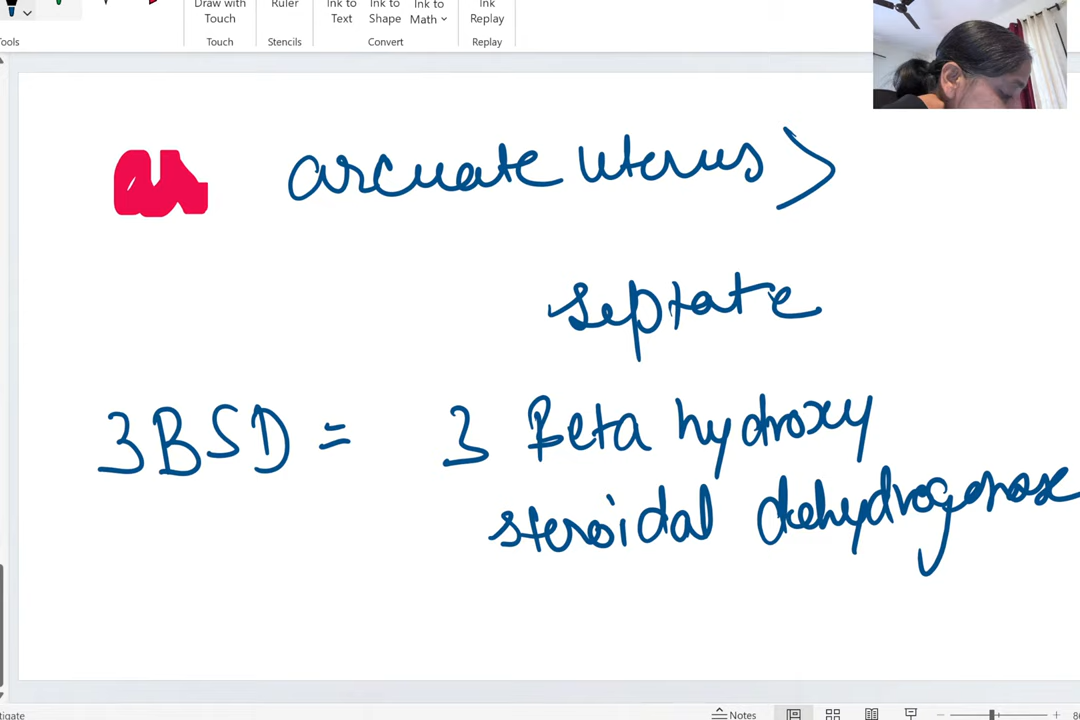 Draw with Touch
Ruler
Ink to Text
Ink to Shape
Ink to Math
Ink Replay
Tools
Touch
Stencils
Convert
Replay
as arcuate uterus >
septate
3BSD = 3 Beta hydroxy
steroidal dehydrogenase
Notes